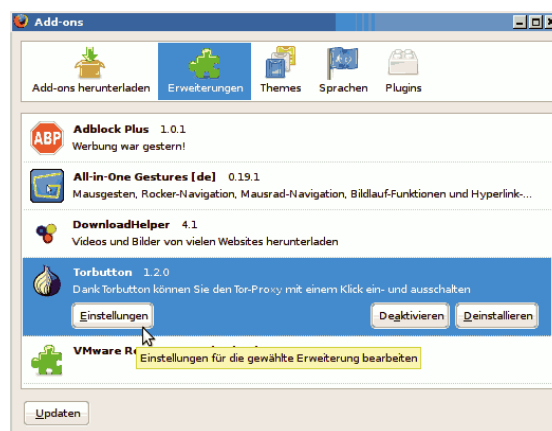 Add-ons
Add-ons herunterladen Erweiterungen Themes Sprachen Plugins
ABP
Adblock Plus 1.0.1
Werbung war gestern!
All-in-One Gestures [de] 0.19.1
Mausgesten, Rocker-Navigation, Mausrad-Navigation, Bildlauf-Funktionen und Hyperlink-...
DownloadHelper 4.1
Videos und Bilder von vielen Websites herunterladen
Torbutton 1.2.0
Dank Torbutton können Sie den Tor-Proxy mit einem Klick ein- und ausschalten
Einstellungen Deaktivieren Deinstallieren
VMware
Einstellungen für die gewählte Erweiterung bearbeiten
Updaten